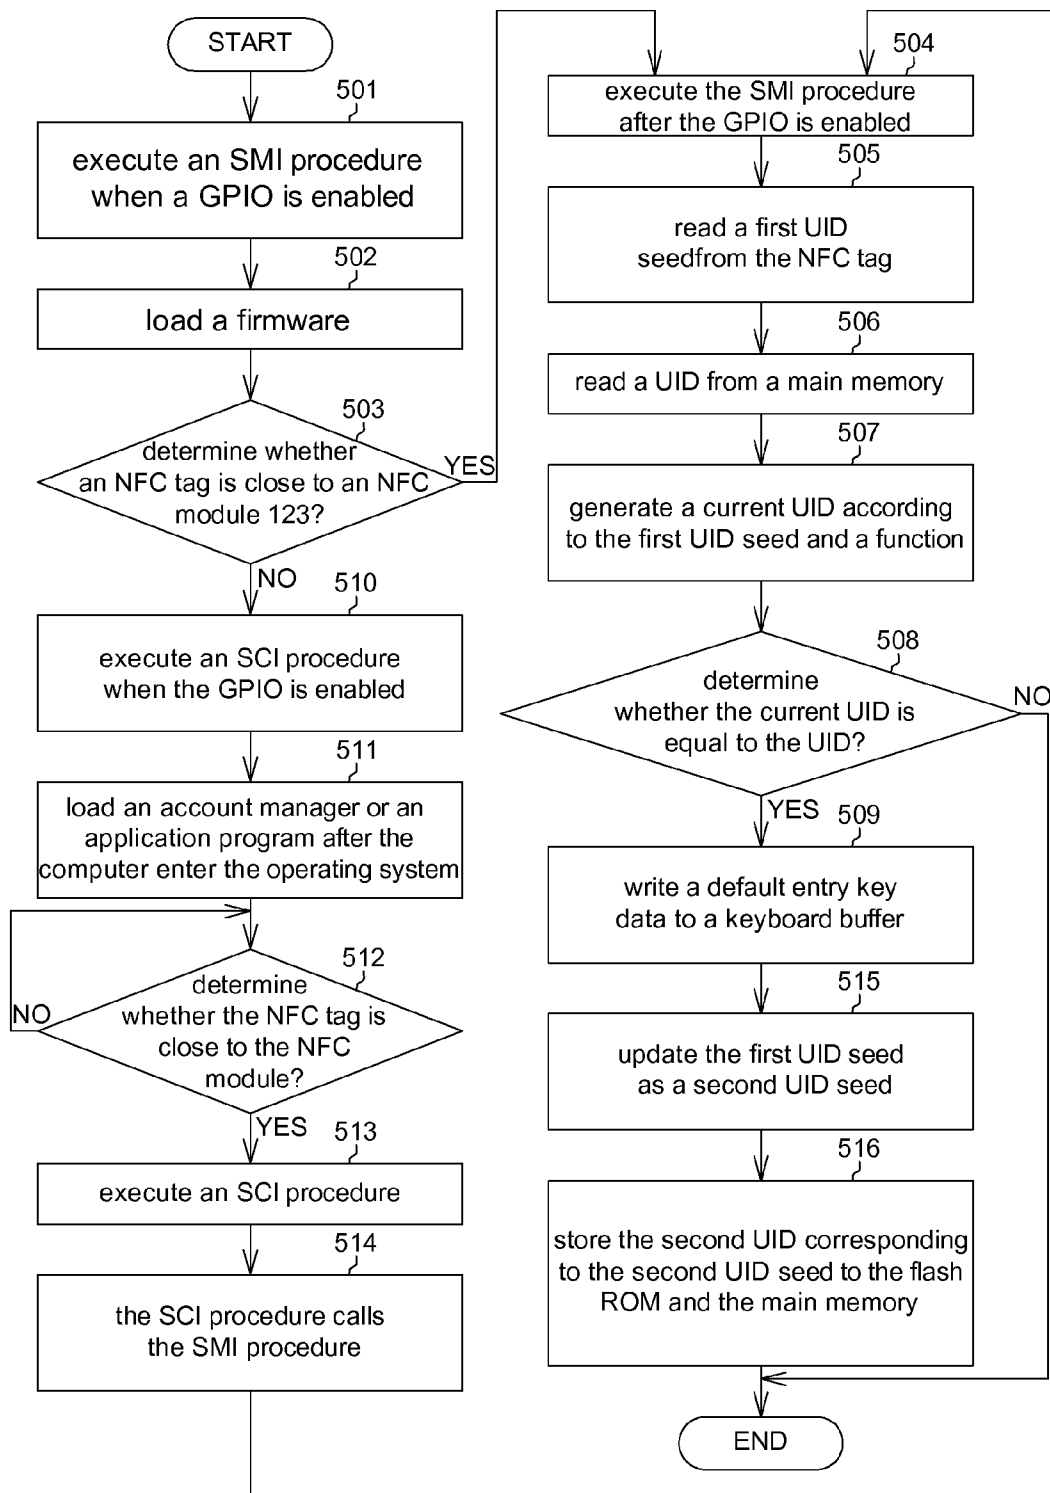 START
501
execute an SMI procedure
when a GPIO is enabled
502
load a firmware
503
determine whether
an NFC tag is close to an NFC
module 123?
YES
NO
510
execute an SCI procedure
when the GPIO is enabled
511
load an account manager or an
application program after the
computer enter the operating system
512
determine
whether the NFC tag is
close to the NFC
module?
NO
YES
513
execute an SCI procedure
514
the SCI procedure calls
the SMI procedure
504
execute the SMI procedure
after the GPIO is enabled
505
read a first UID
seedfrom the NFC tag
506
read a UID from a main memory
507
generate a current UID according
to the first UID seed and a function
508
determine
whether the current UID is
equal to the UID?
NO
YES
509
write a default entry key
data to a keyboard buffer
515
update the first UID seed
as a second UID seed
516
store the second UID corresponding
to the second UID seed to the flash
ROM and the main memory
END